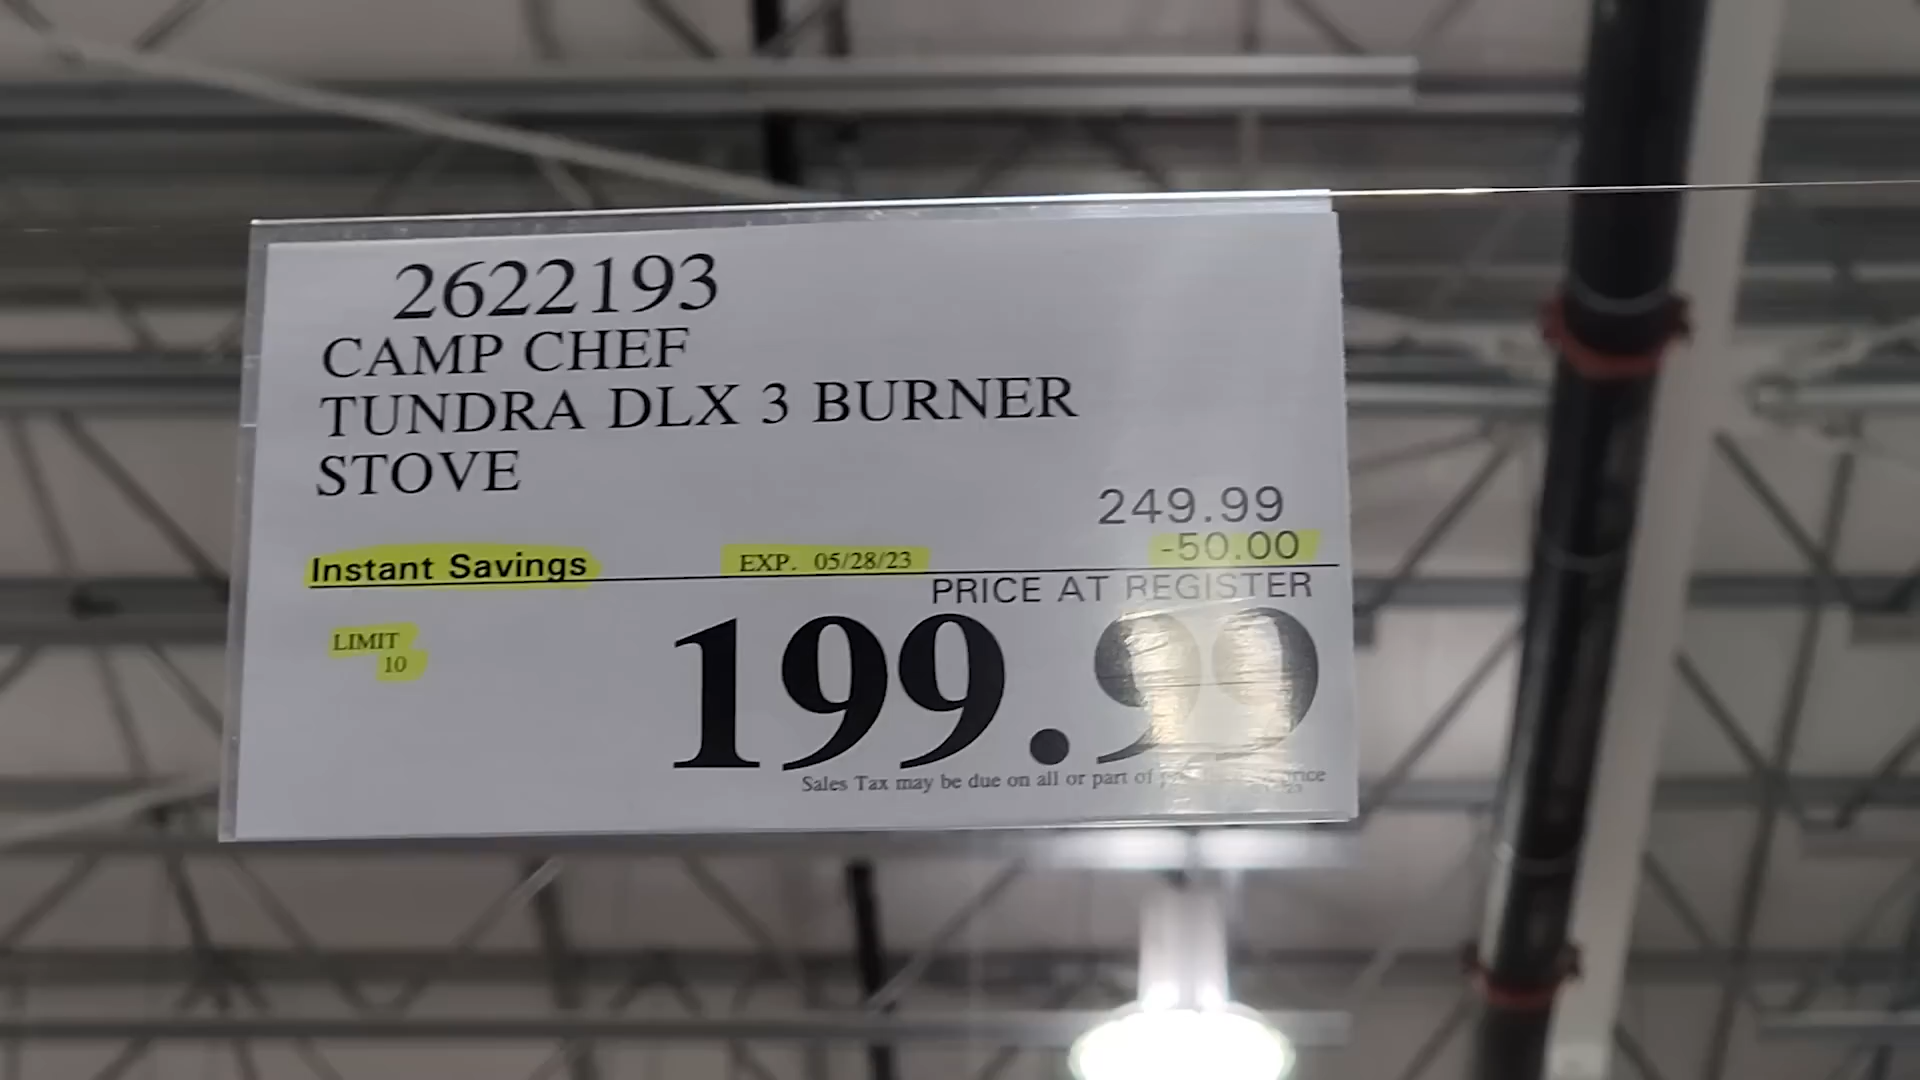 2622193
CAMP CHEF
TUNDRA DLX 3 BURNER
STOVE
249.99
Instant Savings EXP. 05/28/23 -50.00
PRICE AT REGISTER
LIMIT
10
199.99
Sales Tax may be due on all or part of price